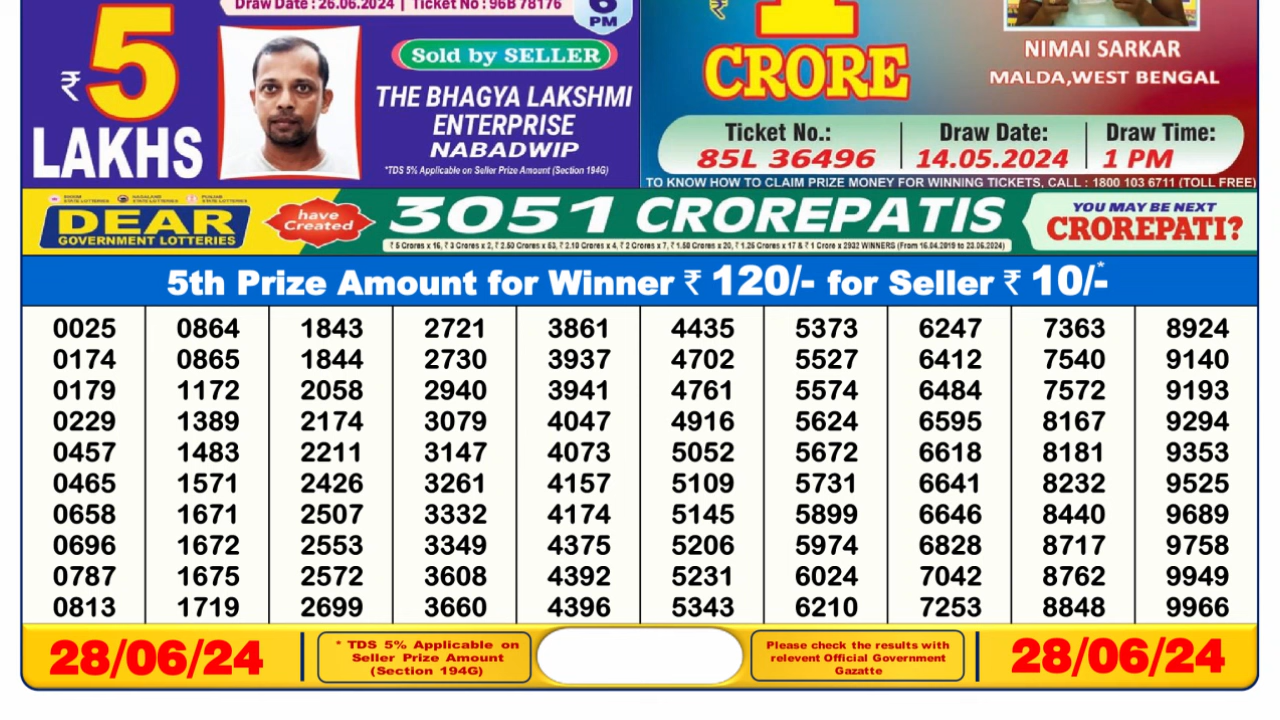 Draw Date : 26.06.2024 | Ticket No : 96B 78176
6
PM
₹ 5
LAKHS
Sold by SELLER
THE BHAGYA LAKSHMI
ENTERPRISE
NABADWIP
*TDS 5% Applicable on Seller Prize Amount (Section 194G)
₹ 1
CRORE
NIMAI SARKAR
MALDA,WEST BENGAL
Ticket No.: Draw Date: Draw Time:
85L 36496 14.05.2024 1 PM
TO KNOW HOW TO CLAIM PRIZE MONEY FOR WINNING TICKETS, CALL : 1800 103 6711 (TOLL FREE)
DEAR
GOVERNMENT LOTTERIES
have
Created
3051 CROREPATIS
YOU MAY BE NEXT
CROREPATI?
5th Prize Amount for Winner ₹ 120/- for Seller ₹ 10/-*
0025 0864 1843 2721 3861 4435 5373 6247 7363 8924
0174 0865 1844 2730 3937 4702 5527 6412 7540 9140
0179 1172 2058 2940 3941 4761 5574 6484 7572 9193
0229 1389 2174 3079 4047 4916 5624 6595 8167 9294
0457 1483 2211 3147 4073 5052 5672 6618 8181 9353
0465 1571 2426 3261 4157 5109 5731 6641 8232 9525
0658 1671 2507 3332 4174 5145 5899 6646 8440 9689
0696 1672 2553 3349 4375 5206 5974 6828 8717 9758
0787 1675 2572 3608 4392 5231 6024 7042 8762 9949
0813 1719 2699 3660 4396 5343 6210 7253 8848 9966
28/06/24
* TDS 5% Applicable on
Seller Prize Amount
(Section 194G)
Please check the results with
relevent Official Government
Gazatte
28/06/24